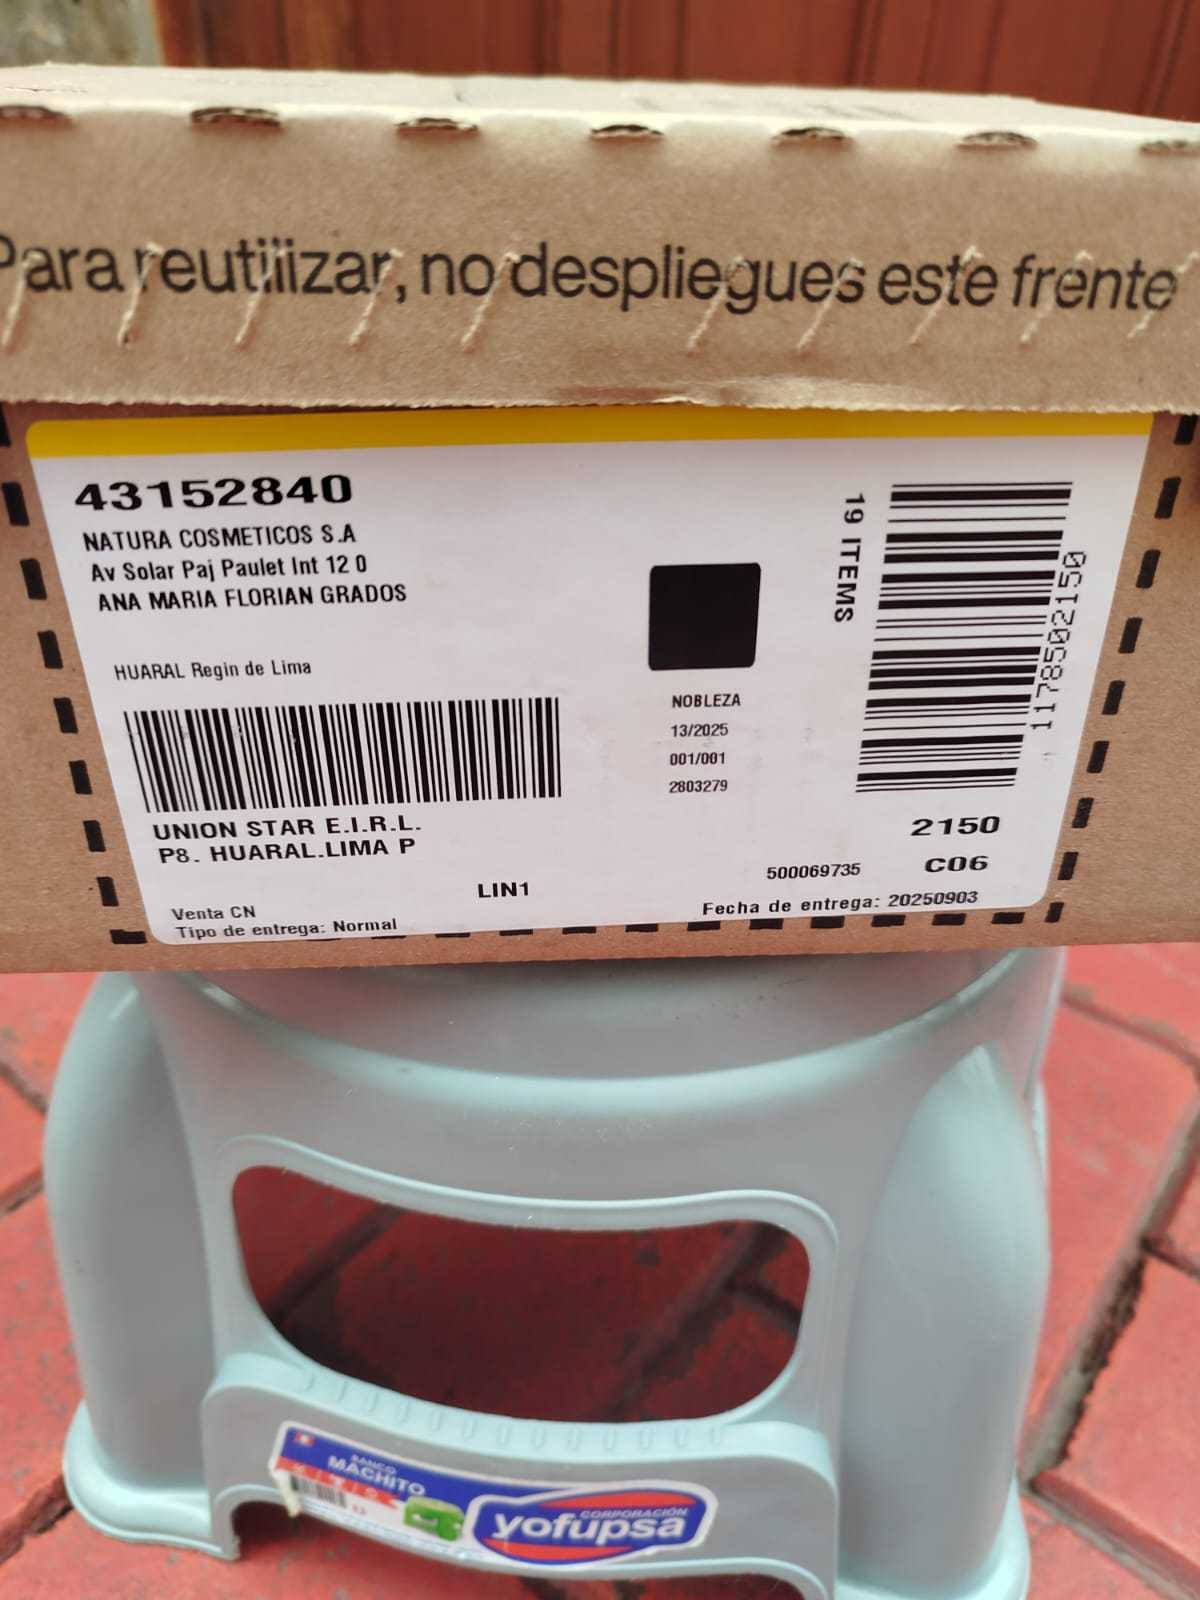 Para reutilizar, no despliegues este frente
43152840
NATURA COSMETICOS S.A
Av Solar Paj Paulet Int 12 0
ANA MARIA FLORIAN GRADOS
HUARAL Regin de Lima
UNION STAR E.I.R.L.
P8. HUARAL.LIMA P
LIN1
Venta CN
Tipo de entrega: Normal
NOBLEZA
13/2025
001/001
2803279
19 ITEMS
1178502150
2150
C06
500069735
Fecha de entrega: 20250903
BANCO
MACHITO
CORPORACIÓN
yofupsa